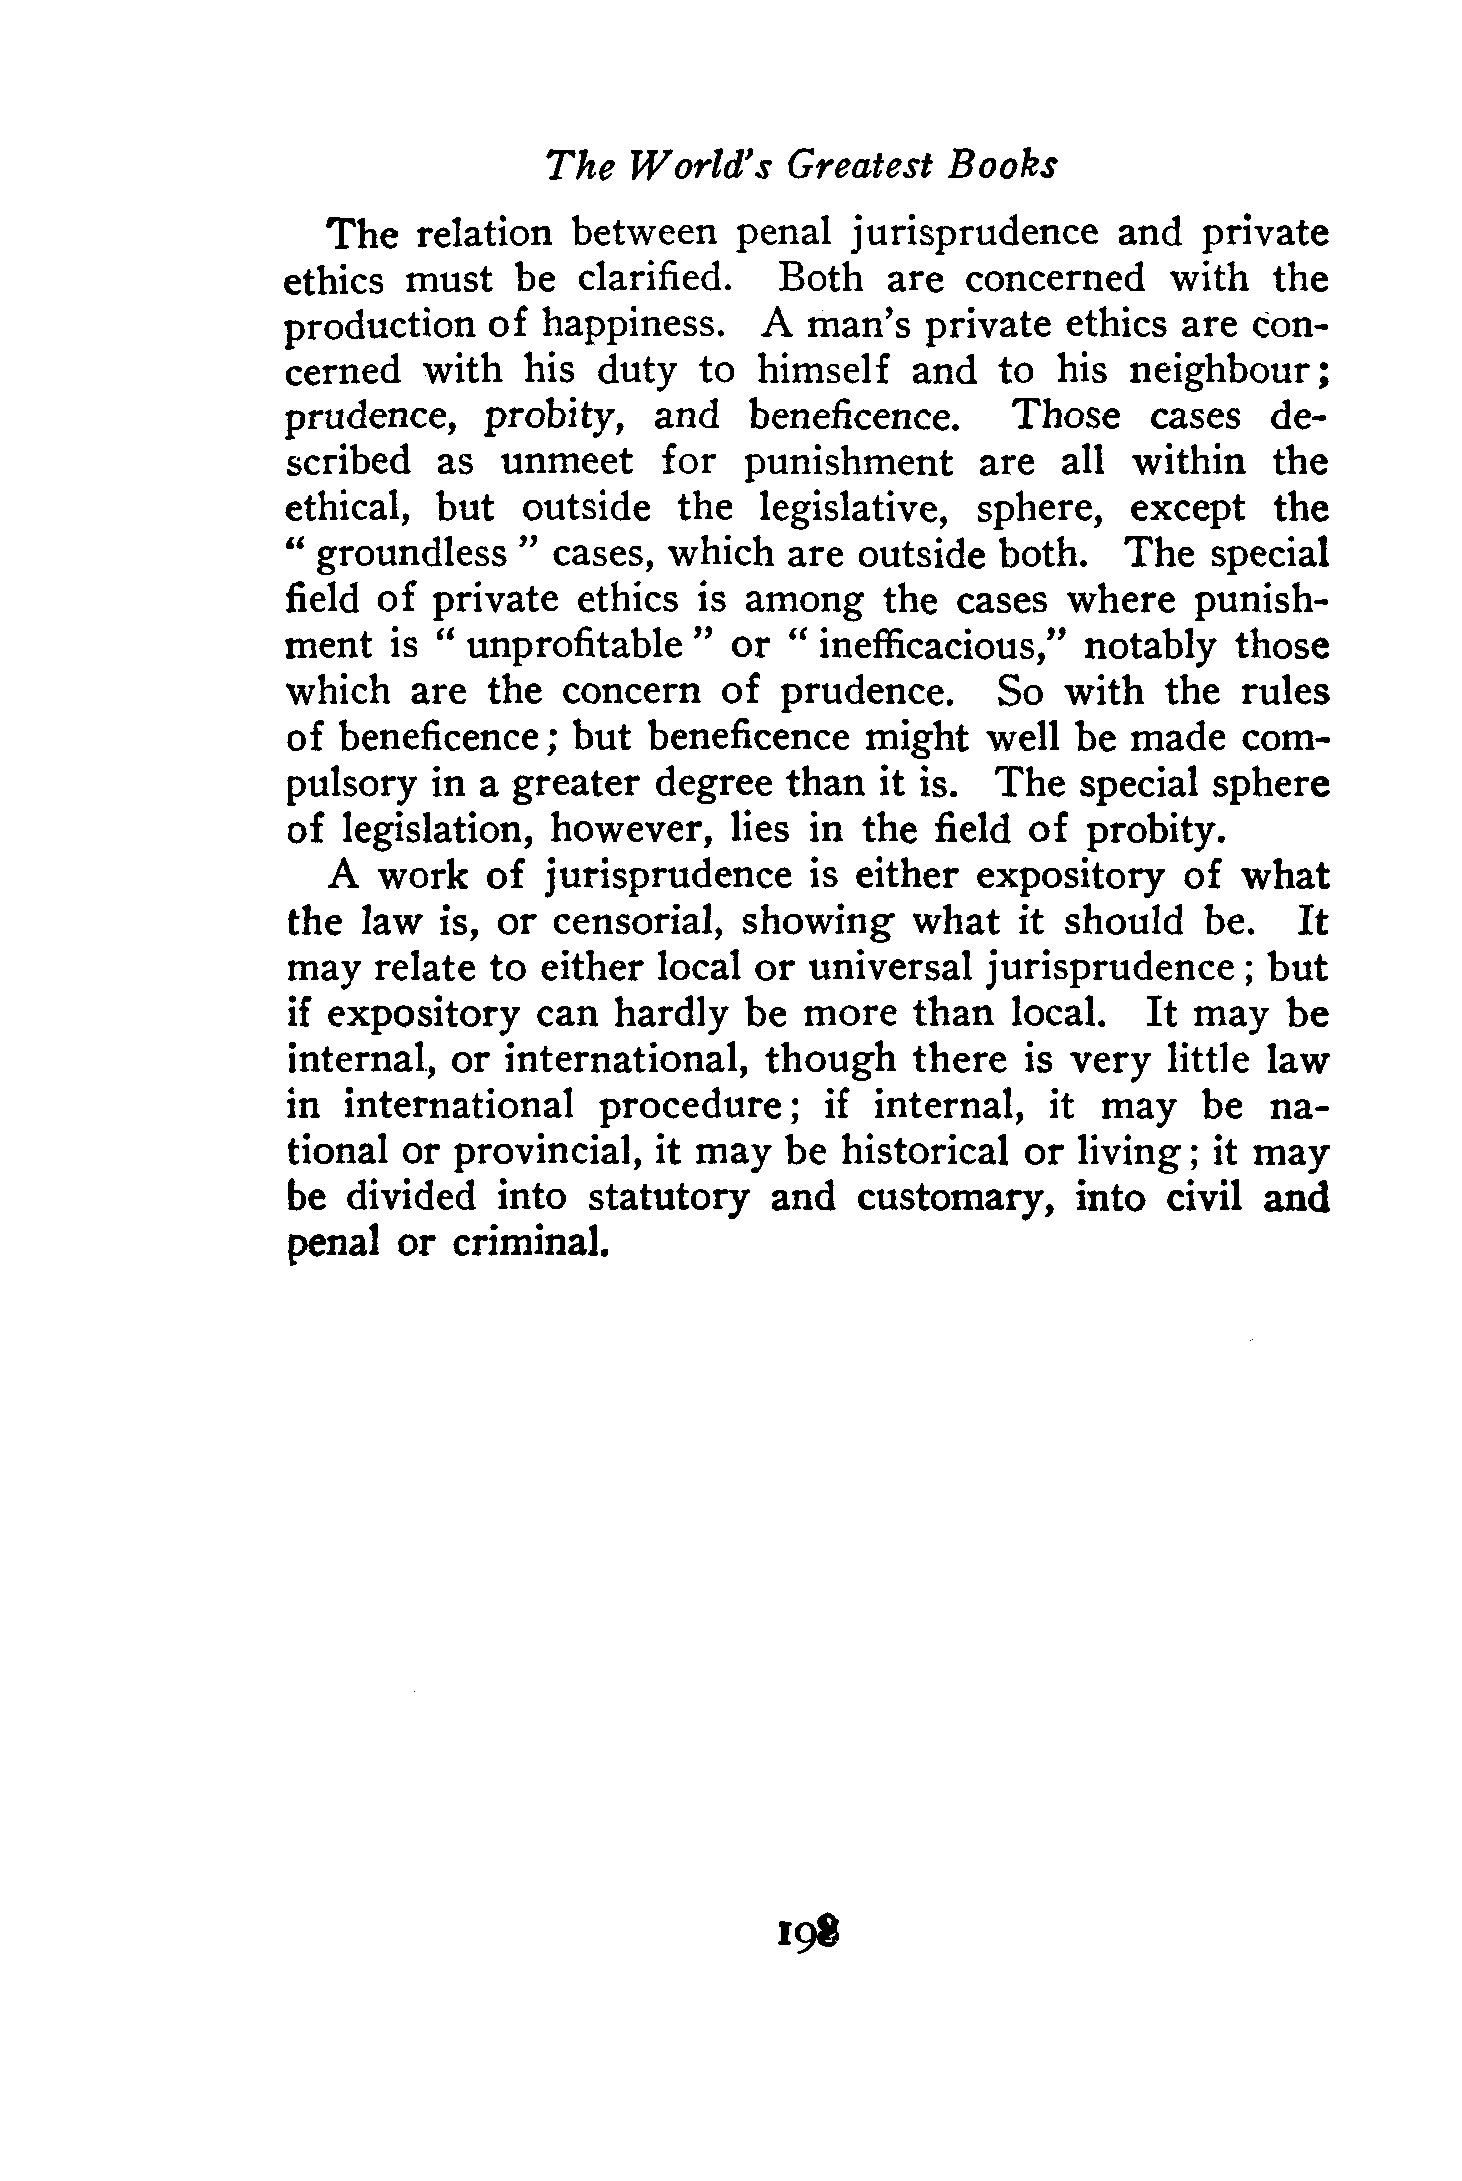 The World's Greatest Books
The relation between penal jurisprudence and private
ethics must be clarified. Both are concerned with the
production of happiness. A man's private ethics are con-
cerned with his duty to himself and to his neighbour;
prudence, probity, and beneficence. Those cases de-
scribed as unmeet for punishment are all within the
ethical, but outside the legislative, sphere, except the
“ groundless ” cases, which are outside both. The special
field of private ethics is among the cases where punish-
ment is “ unprofitable ” or “ inefficacious,” notably those
which are the concern of prudence. So with the rules
of beneficence; but beneficence might well be made com-
pulsory in a greater degree than it is. The special sphere
of legislation, however, lies in the field of probity.
A work of jurisprudence is either expository of what
the law is, or censorial, showing what it should be. It
may relate to either local or universal jurisprudence; but
if expository can hardly be more than local. It may be
internal, or international, though there is very little law
in international procedure; if internal, it may be na-
tional or provincial, it may be historical or living; it may
be divided into statutory and customary, into civil and
penal or criminal.
198